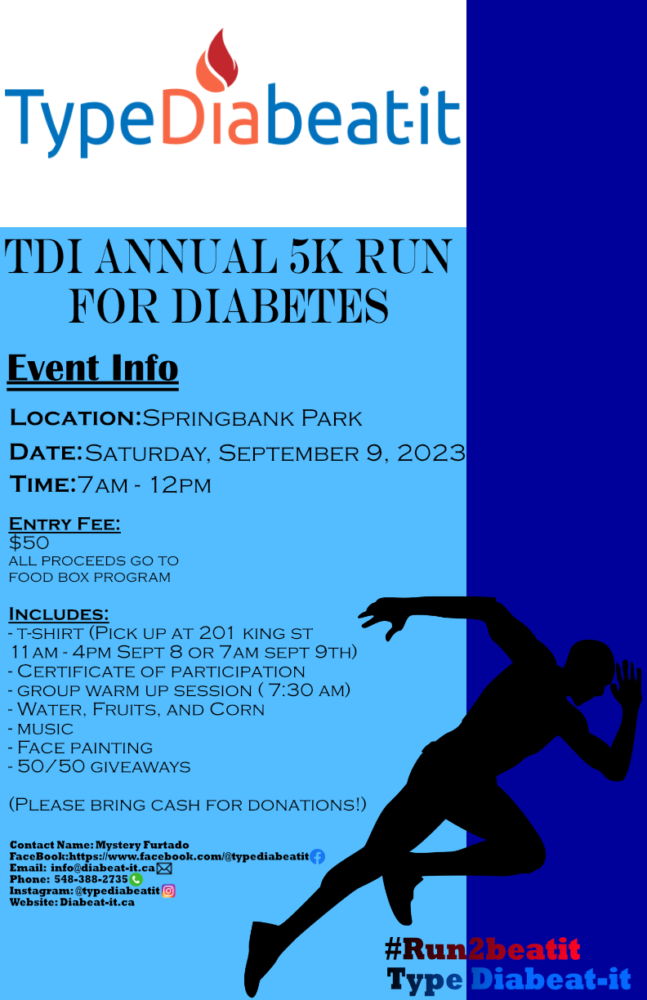 TypeDiabeat-it
TDI ANNUAL 5K RUN
FOR DIABETES
Event Info
Location:Springbank Park
Date:Saturday, September 9, 2023
Time:7am - 12pm
Entry Fee:
$50
all proceeds go to
food box program
Includes:
- t-shirt (Pick up at 201 king st
11am - 4pm Sept 8 or 7am sept 9th)
- Certificate of participation
- group warm up session ( 7:30 am)
- Water, Fruits, and Corn
- music
- Face painting
- 50/50 giveaways
(Please bring cash for donations!)
Contact Name: Mystery Furtado
FaceBook:https://www.facebook.com/@typediabeatit
Email: info@diabeat-it.ca
Phone: 548-388-2735
Instagram: @typediabeatit
Website: Diabeat-it.ca
#Run2beatit
Type Diabeat-it